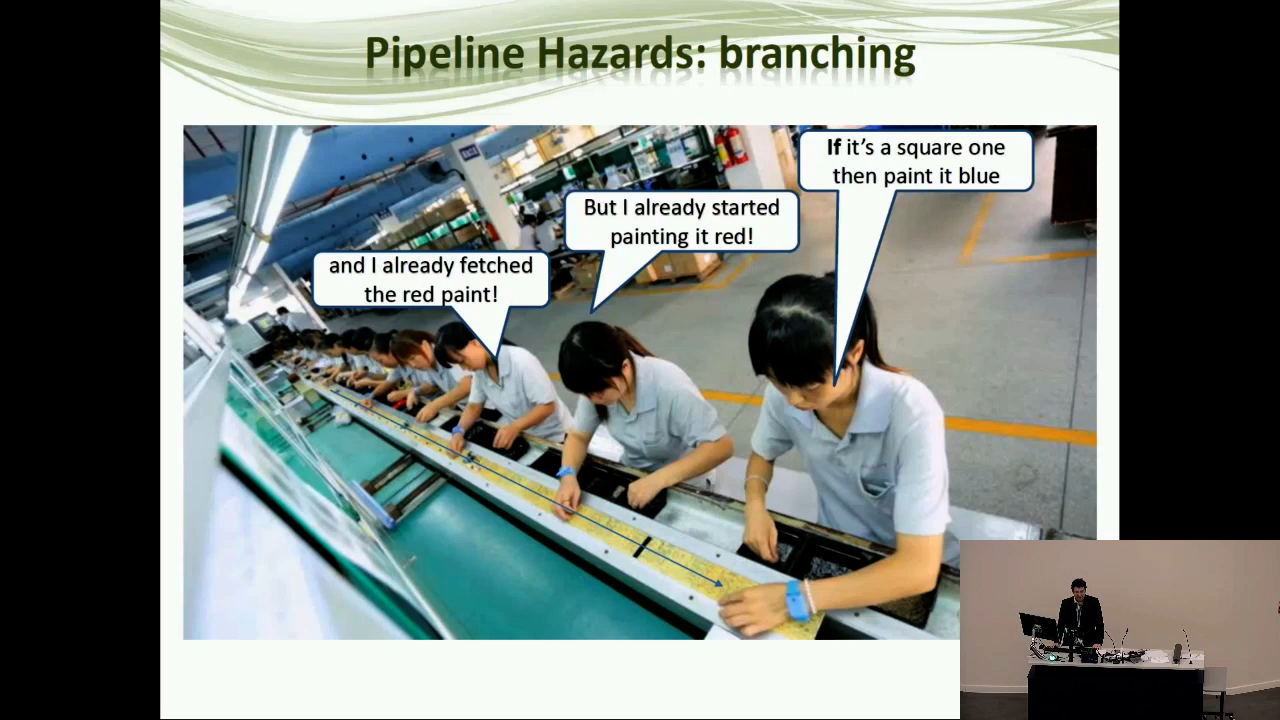 Pipeline Hazards: branching
If it's a square one
then paint it blue
But I already started
painting it red!
and I already fetched
the red paint!